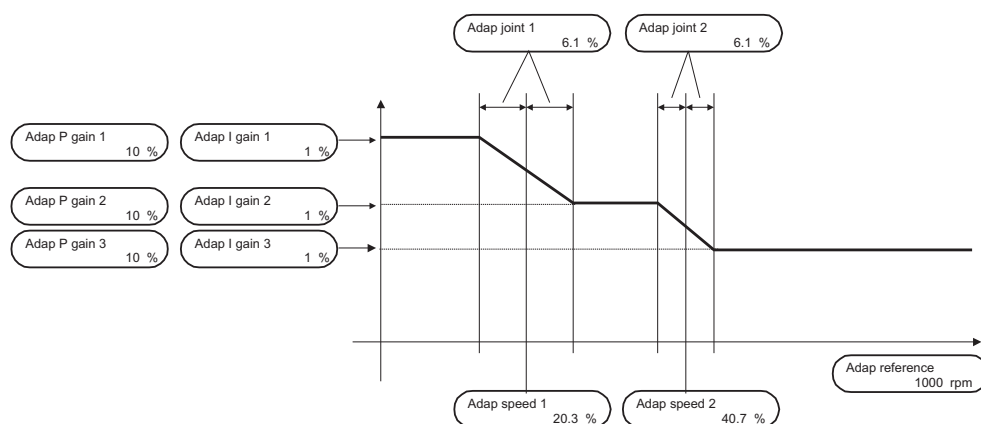 Adap joint 1
6.1 %
Adap joint 2
6.1 %
Adap P gain 1
10 %
Adap I gain 1
1 %
Adap P gain 2
10 %
Adap I gain 2
1 %
Adap P gain 3
10 %
Adap I gain 3
1 %
Adap reference
1000 rpm
Adap speed 1
20.3 %
Adap speed 2
40.7 %